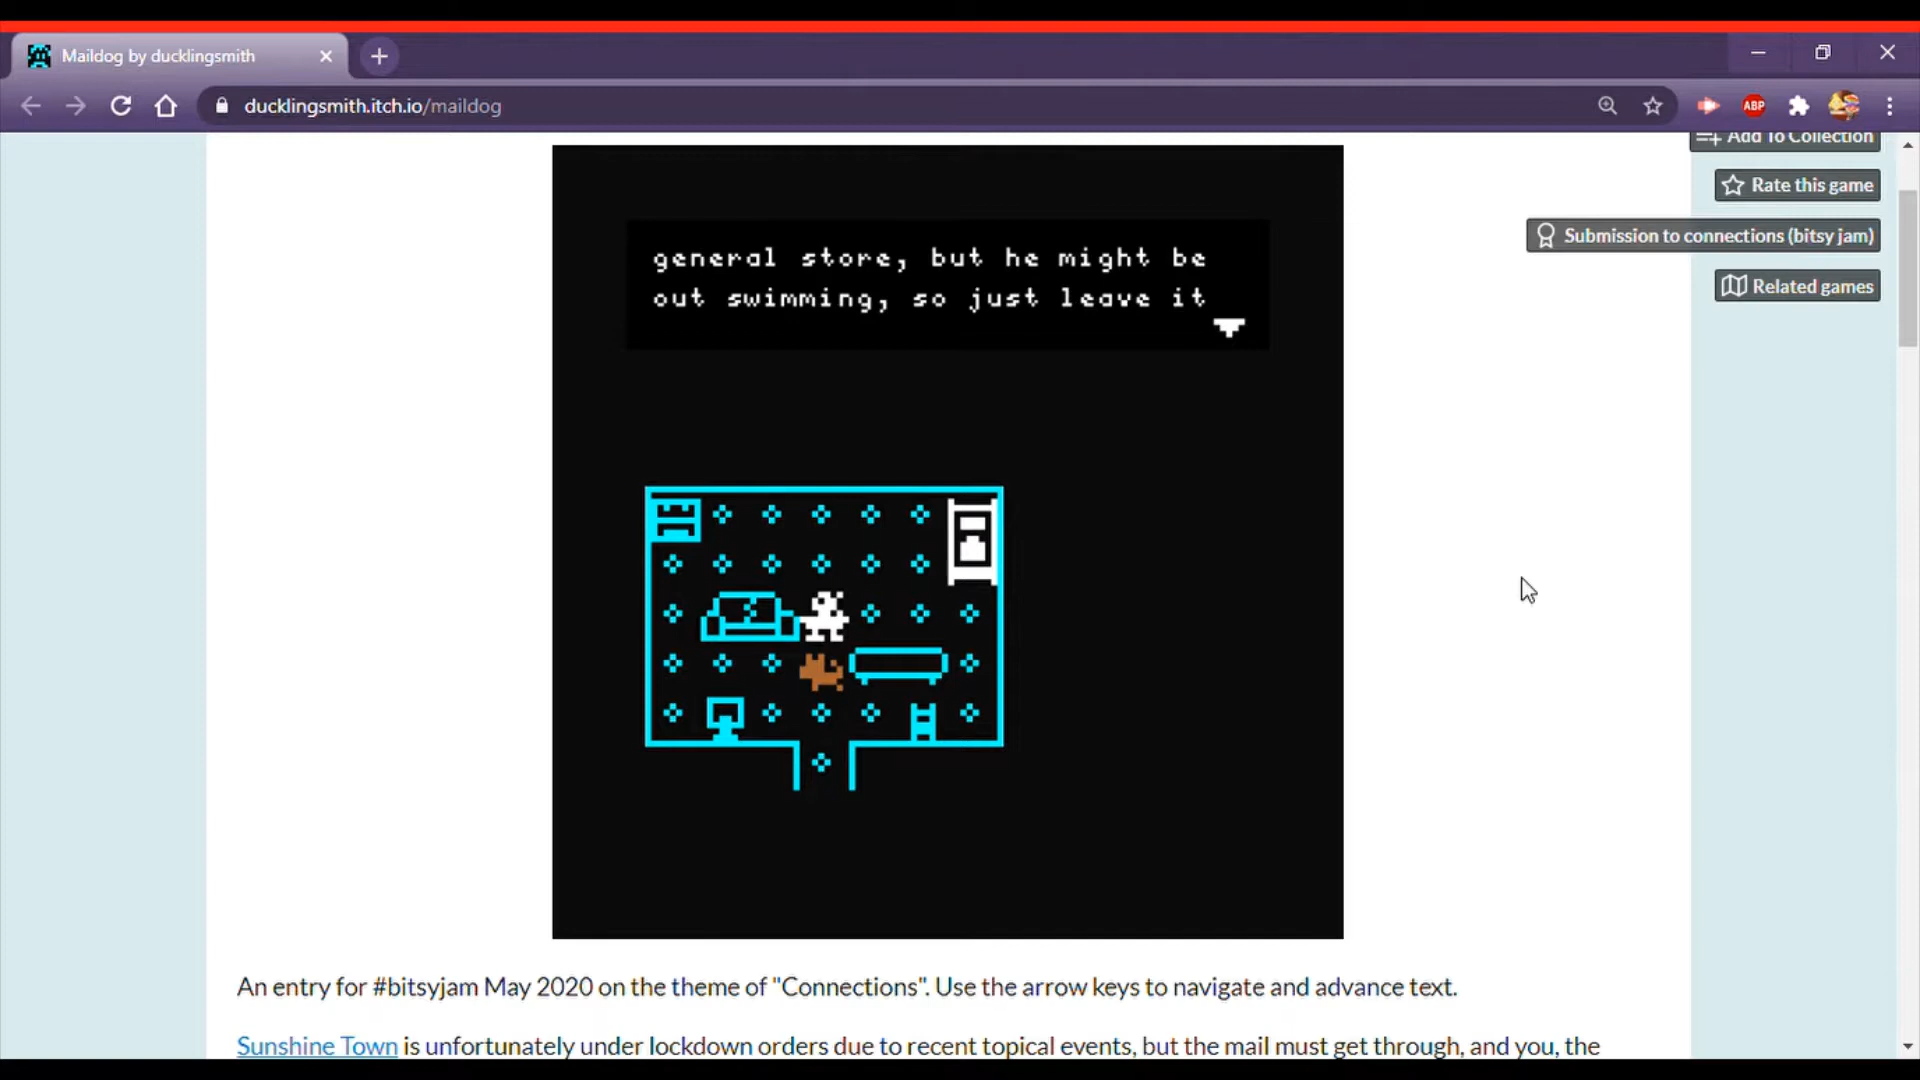 Maildog by ducklingsmith
ducklingsmith.itch.io/maildog
ABP
Add To Collection
Rate this game
Submission to connections (bitsy jam)
Related games
general store, but he might be
out swimming, so just leave it
An entry for #bitsyjam May 2020 on the theme of "Connections". Use the arrow keys to navigate and advance text.
Sunshine Town is unfortunately under lockdown orders due to recent topical events, but the mail must get through, and you, the